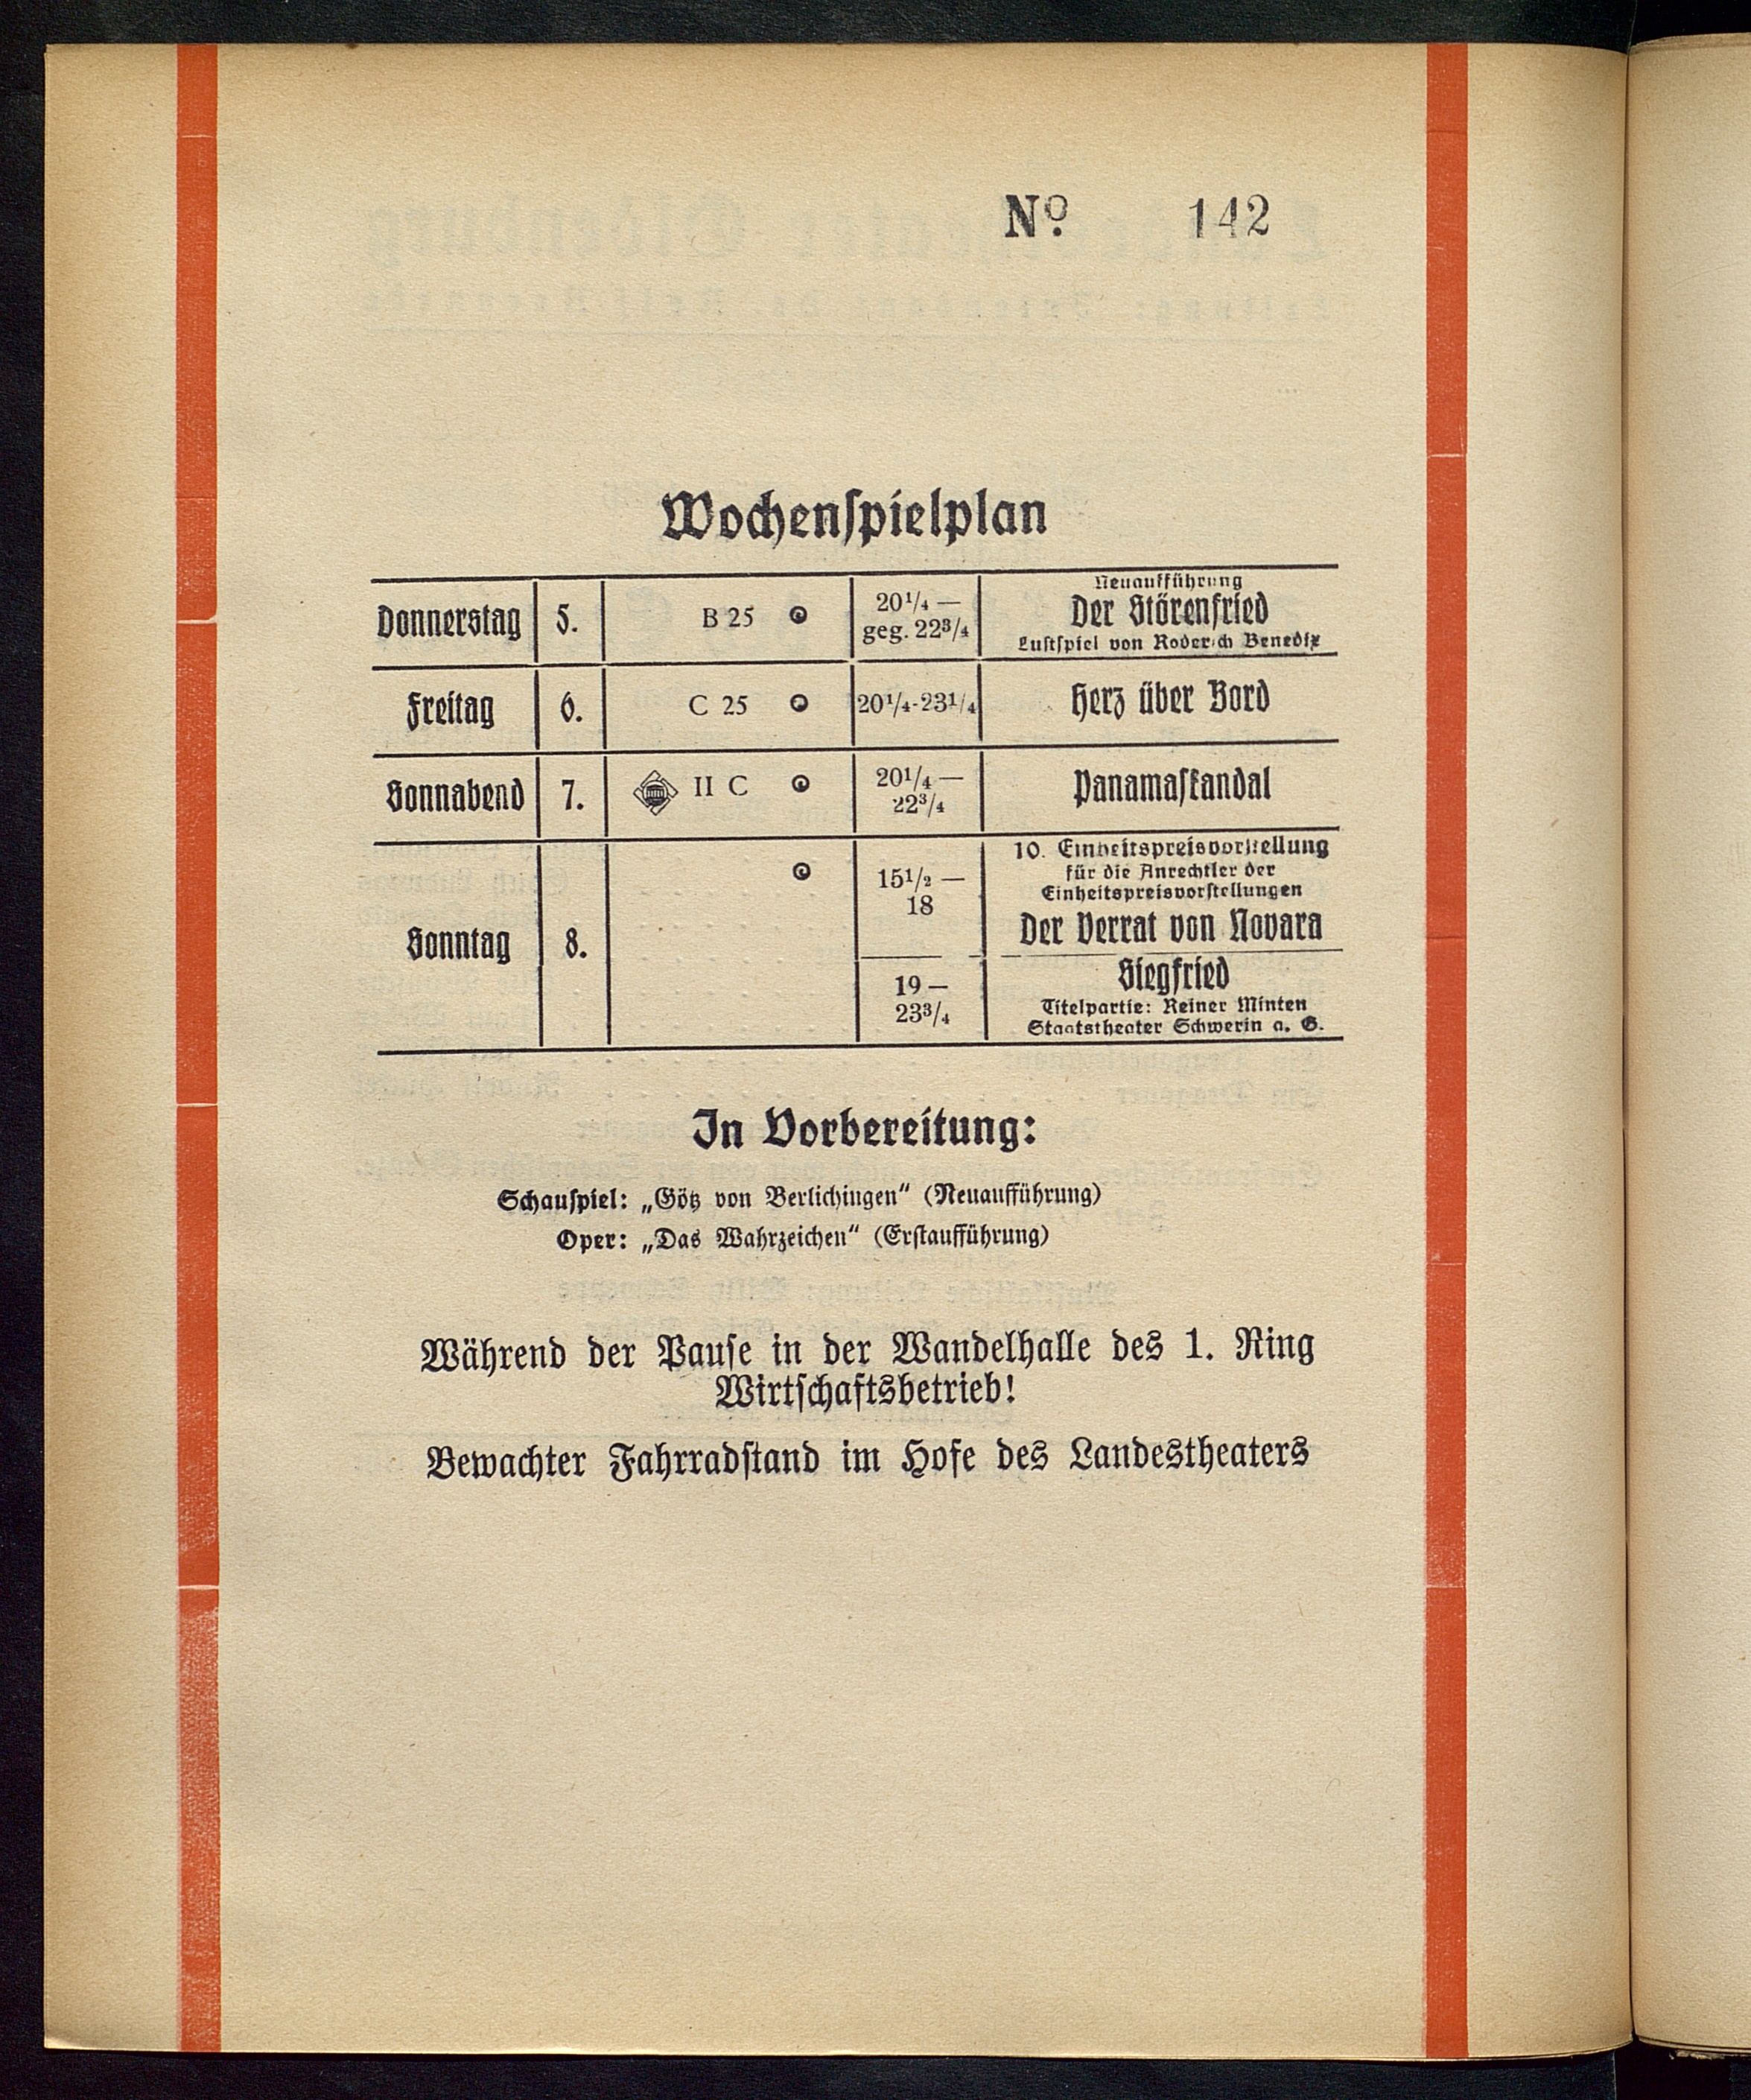 Nº 142
Wochenspielplan
Donnerstag 5. B 25 20¼ — geg. 22¾
Neuaufführung
Der Störenfried
Lustspiel von Roderich Benedix
Freitag 6. C 25 20¼-23¼ Herz über Bord
Sonnabend 7. II C 20¼ — 22¾ Panamaskandal
Sonntag 8.
15½ — 18
10. Einheitspreisvorstellung
für die Anrechtler der
Einheitspreisvorstellungen
Der Verrat von Novara
19 — 23¾
Siegfried
Titelpartie: Reiner Minten
Staatstheater Schwerin a. G.
In Vorbereitung:
Schauspiel: „Götz von Berlichingen“ (Neuaufführung)
Oper: „Das Wahrzeichen“ (Erstaufführung)
Während der Pause in der Wandelhalle des 1. Ring
Wirtschaftsbetrieb!
Bewachter Fahrradstand im Hofe des Landestheaters